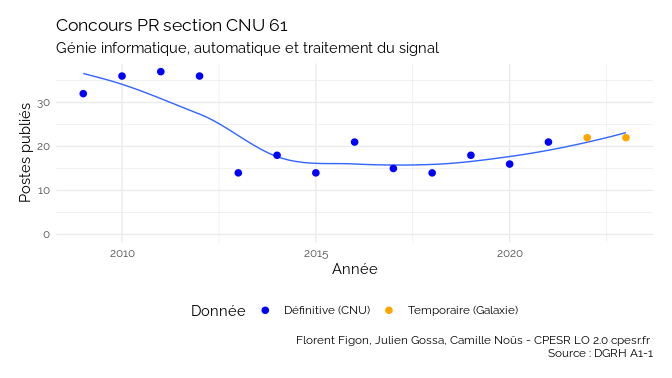 Concours PR section CNU 61
Génie informatique, automatique et traitement du signal
Postes publiés
30
20
10
0
2010 2015 2020
Année
Donnée Définitive (CNU) Temporaire (Galaxie)
Florent Figon, Julien Gossa, Camille Noûs - CPESR LO 2.0 cpesr.fr
Source : DGRH A1-1